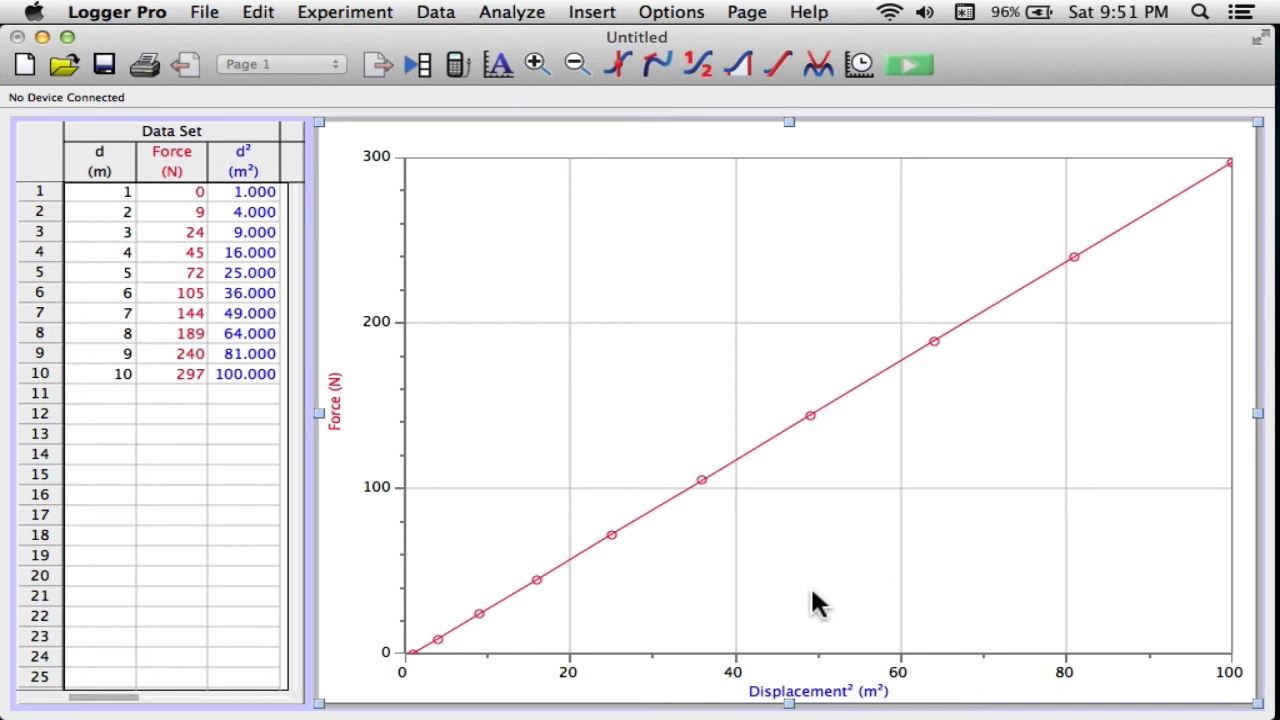 Logger Pro File Edit Experiment Data Analyze Insert Options Page Help 96% Sat 9:51 PM
Untitled
Page 1
No Device Connected
Data Set
d Force d²
(m) (N) (m²)
1 1 0 1.000
2 2 9 4.000
3 3 24 9.000
4 4 45 16.000
5 5 72 25.000
6 6 105 36.000
7 7 144 49.000
8 8 189 64.000
9 9 240 81.000
10 10 297 100.000
11
12
13
14
15
16
17
18
19
20
21
22
23
24
25
300
200
100
0
Force (N)
0 20 40 60 80 100
Displacement² (m²)